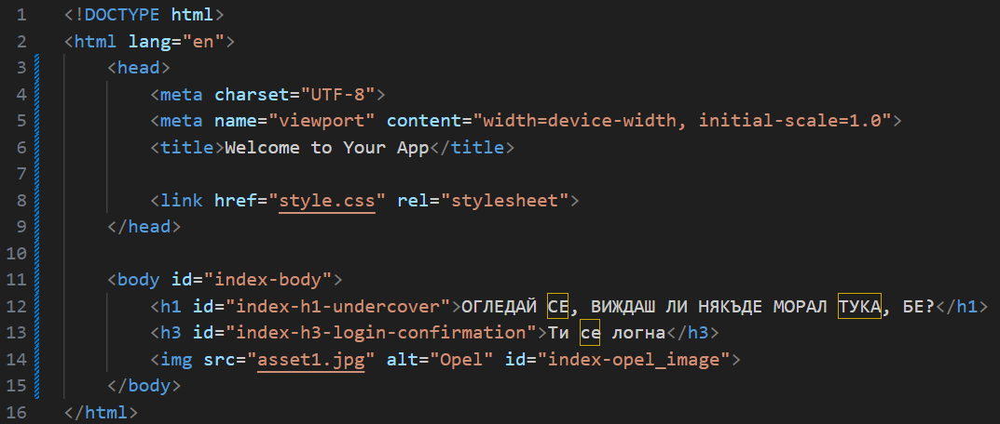 1 <!DOCTYPE html>
2 <html lang="en">
3     <head>
4         <meta charset="UTF-8">
5         <meta name="viewport" content="width=device-width, initial-scale=1.0">
6         <title>Welcome to Your App</title>
7
8         <link href="style.css" rel="stylesheet">
9     </head>
10
11     <body id="index-body">
12         <h1 id="index-h1-undercover">ОГЛЕДАЙ СЕ, ВИЖДАШ ЛИ НЯКЪДЕ МОРАЛ ТУКА, БЕ?</h1>
13         <h3 id="index-h3-login-confirmation">Ти се логна</h3>
14         <img src="asset1.jpg" alt="Opel" id="index-opel_image">
15     </body>
16 </html>